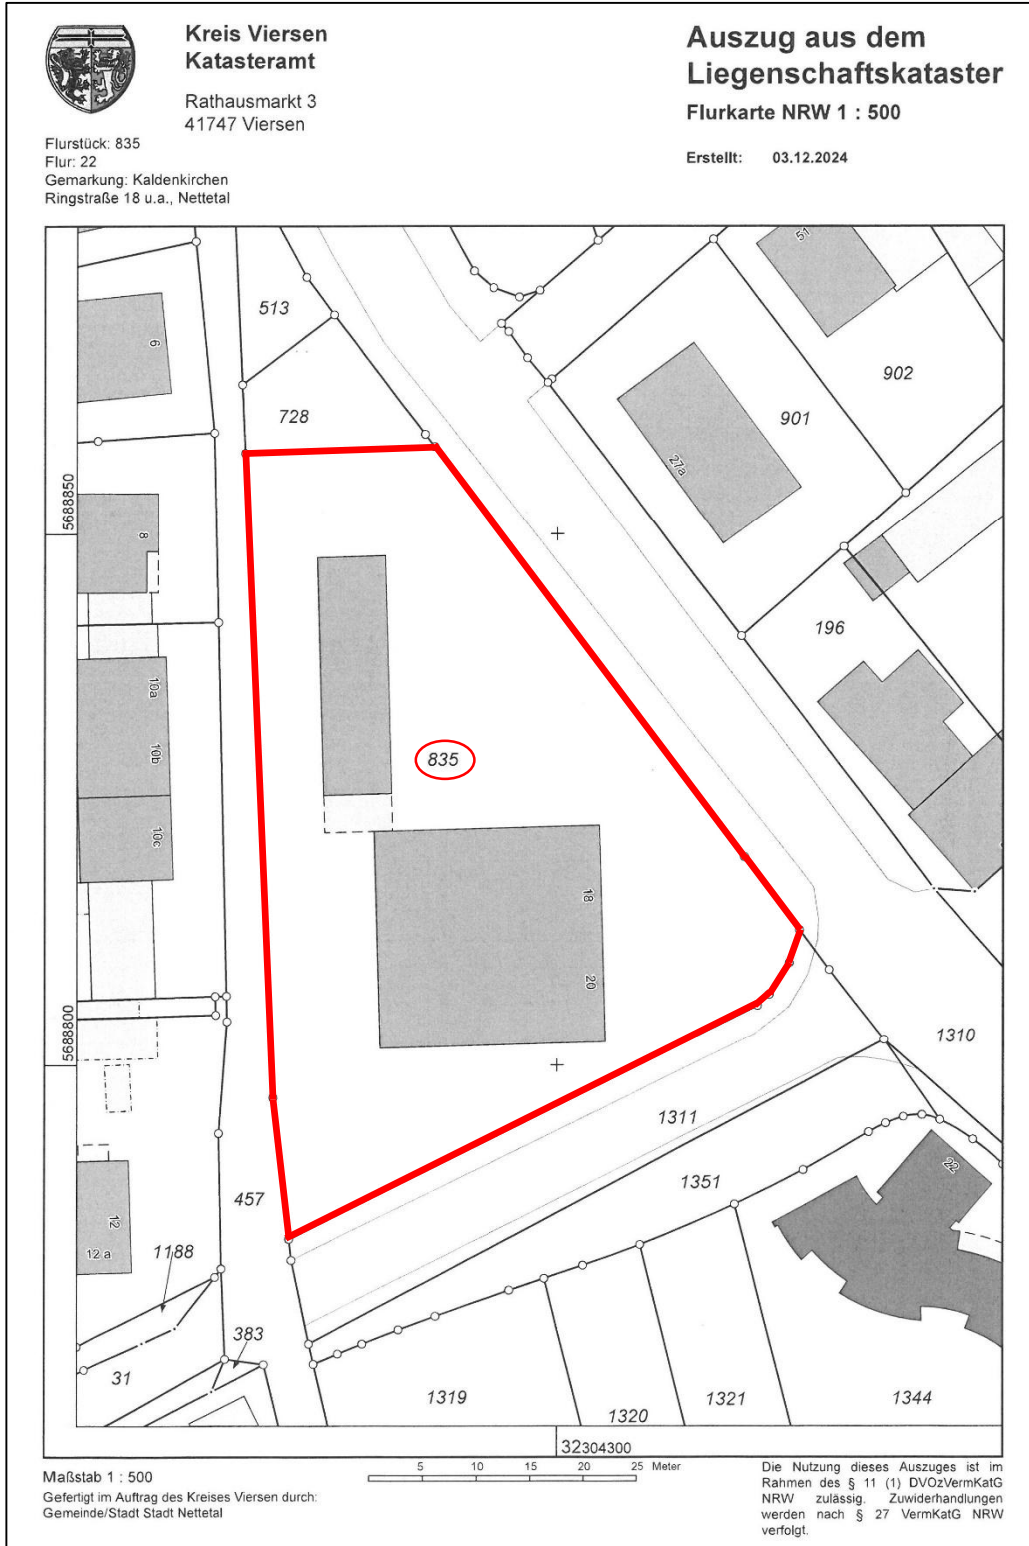 Kreis Viersen
Katasteramt
Rathausmarkt 3
41747 Viersen
Flurstück: 835
Flur: 22
Gemarkung: Kaldenkirchen
Ringstraße 18 u.a., Nettetal
Auszug aus dem
Liegenschaftskataster
Flurkarte NRW 1 : 500
Erstellt: 03.12.2024
51
513
6
902
728
901
27a
5688850
8
196
10a
10b
835
10c
18
20
5688800
1310
1311
22
1351
457
12
12 a
1188
383
31
1319
1320
1321
1344
32304300
Maßstab 1 : 500
Gefertigt im Auftrag des Kreises Viersen durch:
Gemeinde/Stadt Stadt Nettetal
5 10 15 20 25 Meter
Die Nutzung dieses Auszuges ist im
Rahmen des § 11 (1) DVOzVermKatG
NRW zulässig. Zuwiderhandlungen
werden nach § 27 VermKatG NRW
verfolgt.